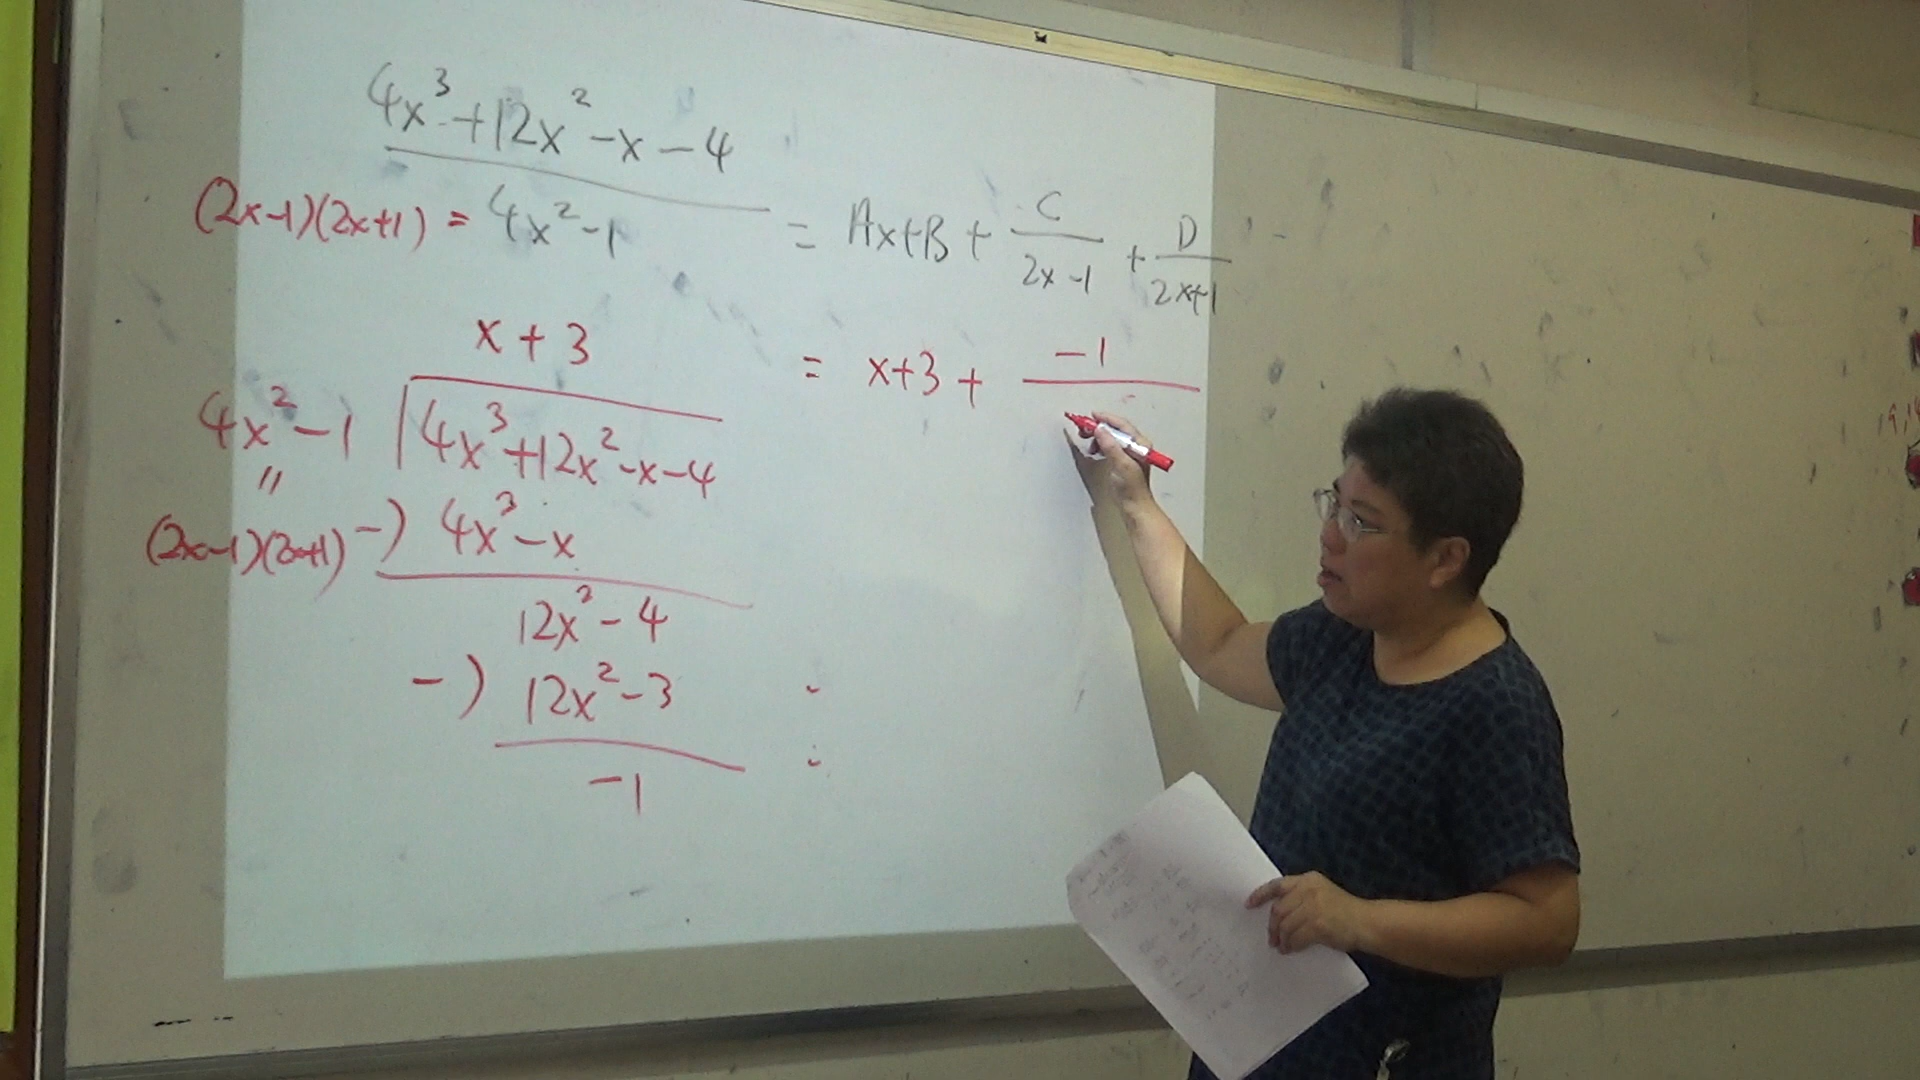 4x³+12x²-x-4
(2x-1)(2x+1) = 4x²-1 = Ax+B + C/(2x-1) + D/(2x+1)
x+3
4x²-1 ) 4x³+12x²-x-4
"
(2x-1)(2x+1) -) 4x³-x
12x²-4
-) 12x²-3
-1
= x+3 + -1